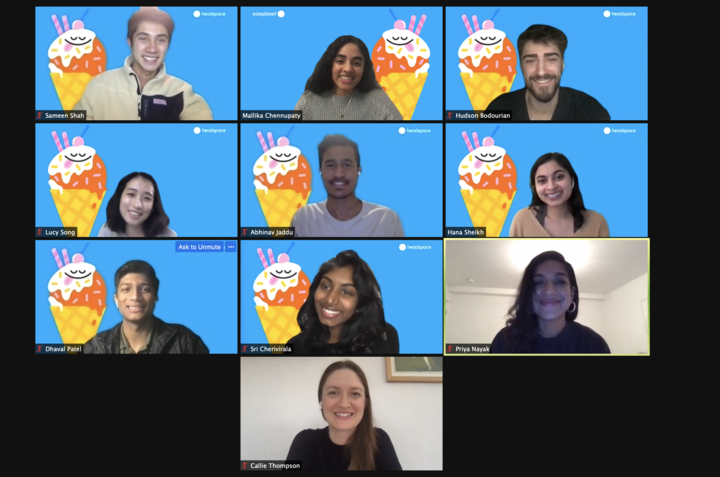 headspace
headspace
headspace
Sameen Shah
Mallika Chennupaty
Hudson Bodourian
headspace
headspace
headspace
Lucy Song
Abhinav Jaddu
Hana Sheikh
Ask to Unmute ...
headspace
Dhaval Patel
Sri Cherivirala
Priya Nayak
Callie Thompson